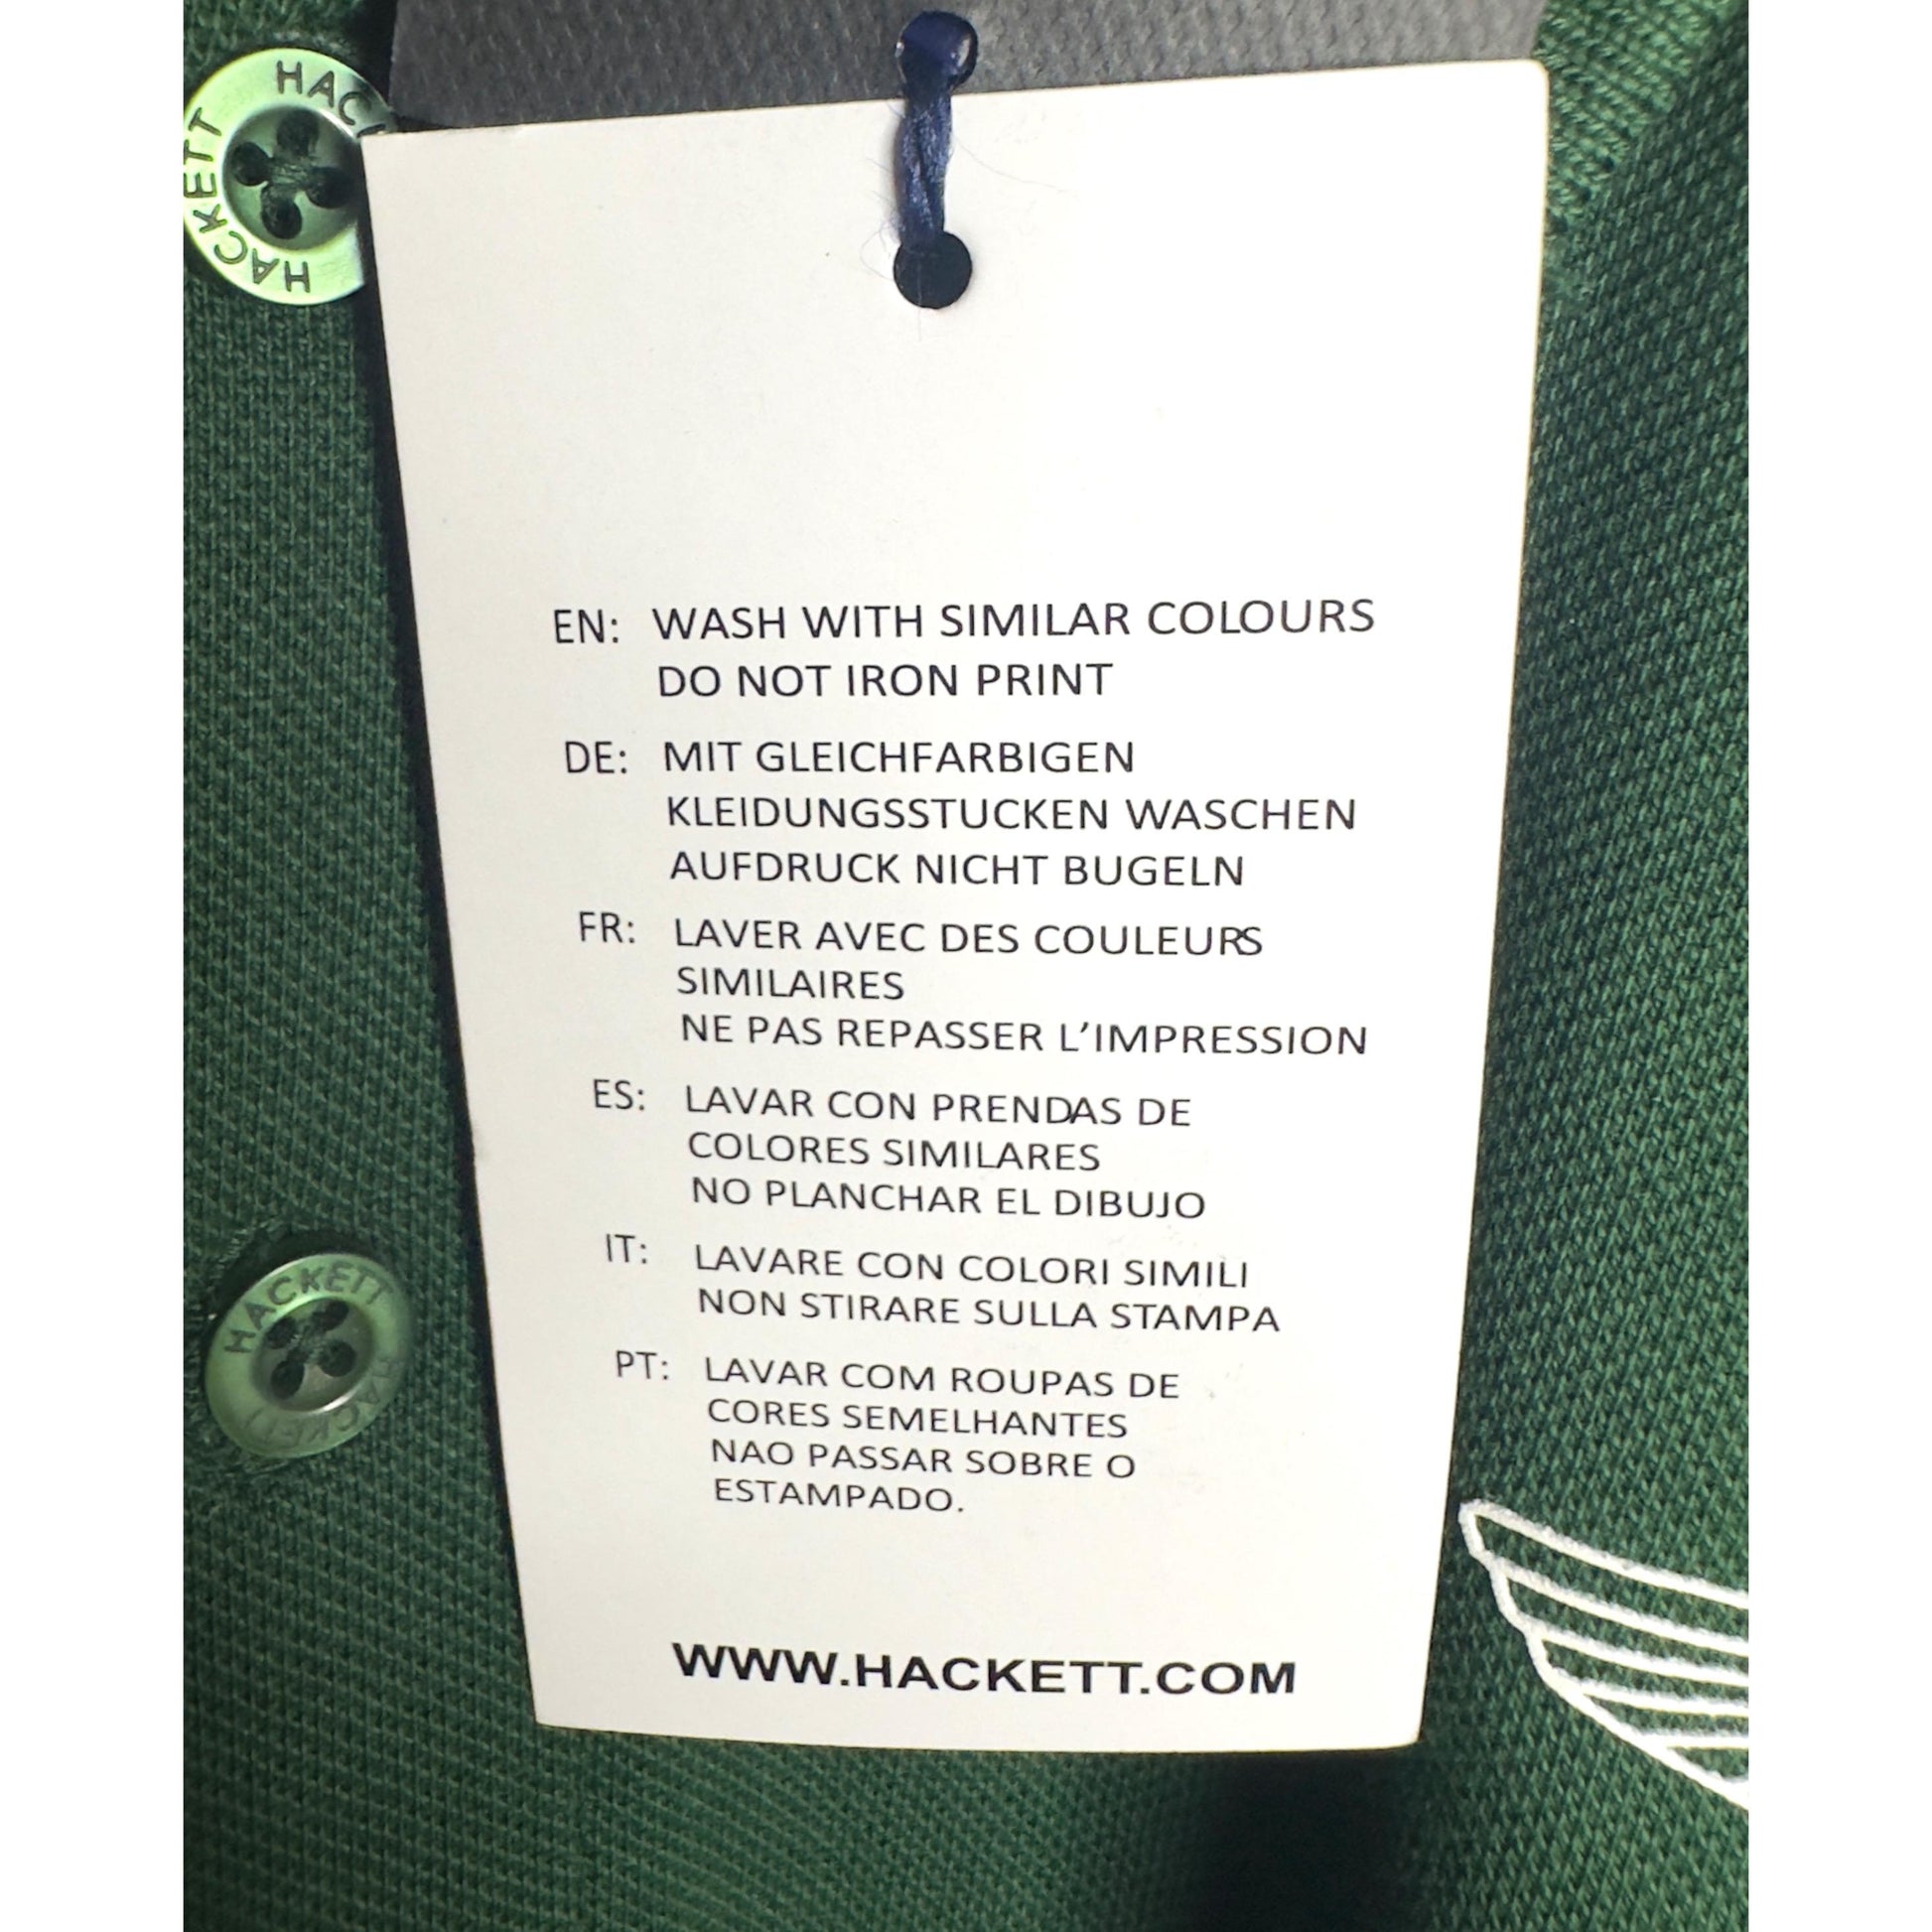 HACKETT
HACKETT
EN: WASH WITH SIMILAR COLOURS
DO NOT IRON PRINT
DE: MIT GLEICHFARBIGEN
KLEIDUNGSSTUCKEN WASCHEN
AUFDRUCK NICHT BUGELN
FR: LAVER AVEC DES COULEURS
SIMILAIRES
NE PAS REPASSER L’IMPRESSION
ES: LAVAR CON PRENDAS DE
COLORES SIMILARES
NO PLANCHAR EL DIBUJO
IT: LAVARE CON COLORI SIMILI
NON STIRARE SULLA STAMPA
PT: LAVAR COM ROUPAS DE
CORES SEMELHANTES
NAO PASSAR SOBRE O
ESTAMPADO.
HACKETT
WWW.HACKETT.COM